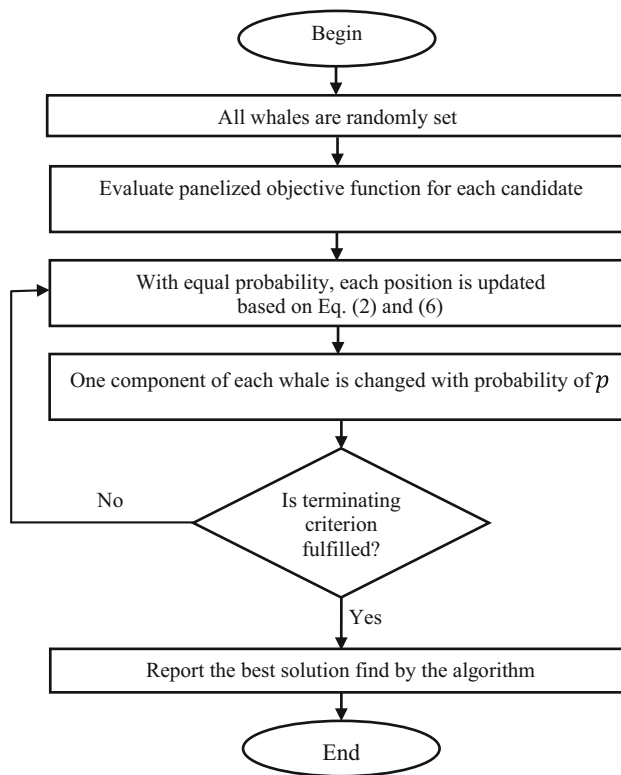 Begin
All whales are randomly set
Evaluate panelized objective function for each candidate
With equal probability, each position is updated
based on Eq. (2) and (6)
One component of each whale is changed with probability of p
No
Is terminating
criterion
fulfilled?
Yes
Report the best solution find by the algorithm
End